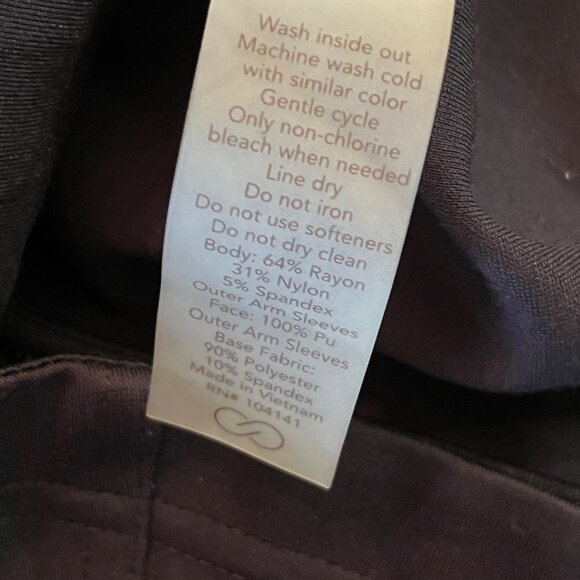 Wash inside out
Machine wash cold
with similar color
Gentle cycle
Only non-chlorine
bleach when needed
Line dry
Do not iron
Do not use softeners
Do not dry clean
Body: 64% Rayon
31% Nylon
5% Spandex
Outer Arm Sleeves
Face: 100% Pu
Outer Arm Sleeves
Base Fabric:
90% Polyester
10% Spandex
Made in Vietnam
RN# 104141